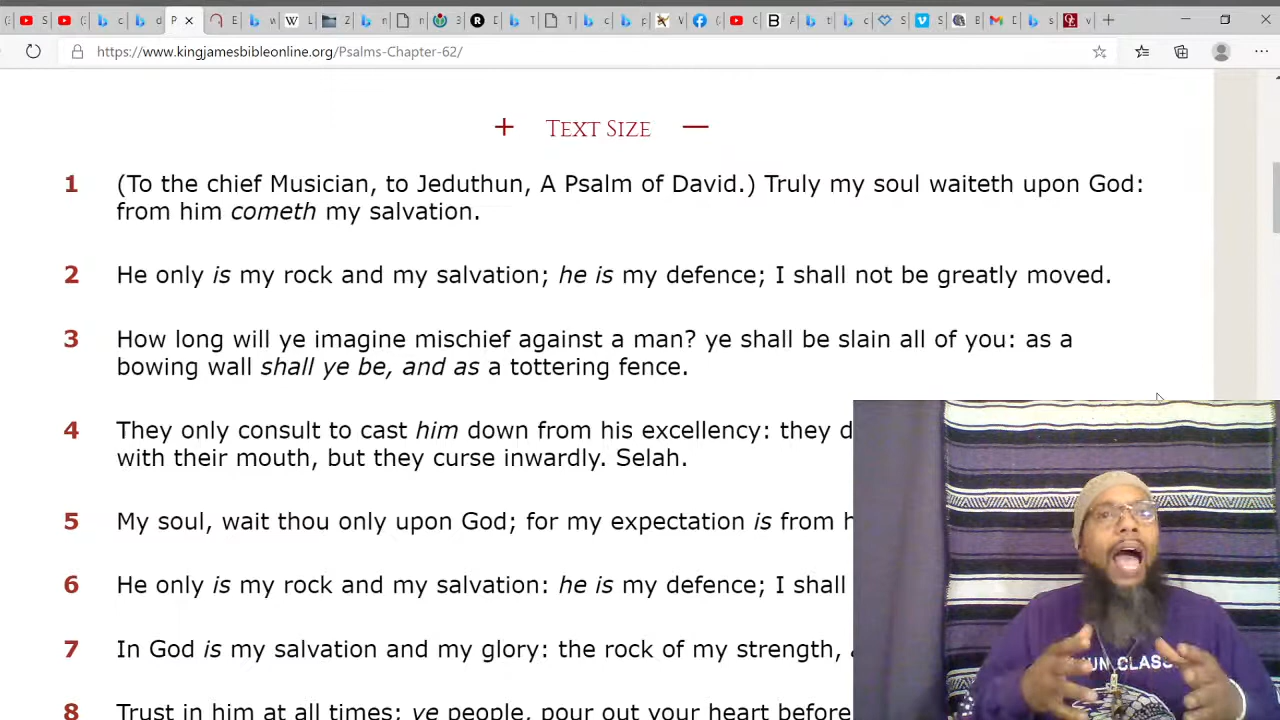 https://www.kingjamesbibleonline.org/Psalms-Chapter-62/
+ TEXT SIZE —
1 (To the chief Musician, to Jeduthun, A Psalm of David.) Truly my soul waiteth upon God:
from him cometh my salvation.
2 He only is my rock and my salvation; he is my defence; I shall not be greatly moved.
3 How long will ye imagine mischief against a man? ye shall be slain all of you: as a
bowing wall shall ye be, and as a tottering fence.
4 They only consult to cast him down from his excellency: they
with their mouth, but they curse inwardly. Selah.
5 My soul, wait thou only upon God; for my expectation is from
6 He only is my rock and my salvation: he is my defence; I shall
7 In God is my salvation and my glory: the rock of my strength,
8 Trust in him at all times; ye people, pour out your heart before
CLASS